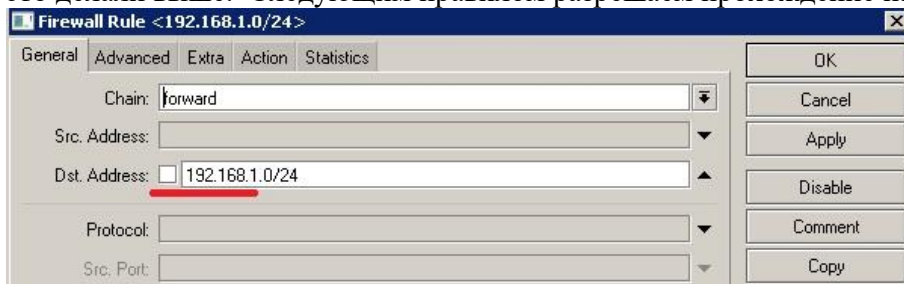 Firewall Rule <192.168.1.0/24>
General Advanced Extra Action Statistics
OK
Chain: forward
Cancel
Src. Address:
Apply
Dst. Address: 192.168.1.0/24
Disable
Protocol:
Comment
Src. Port:
Copy